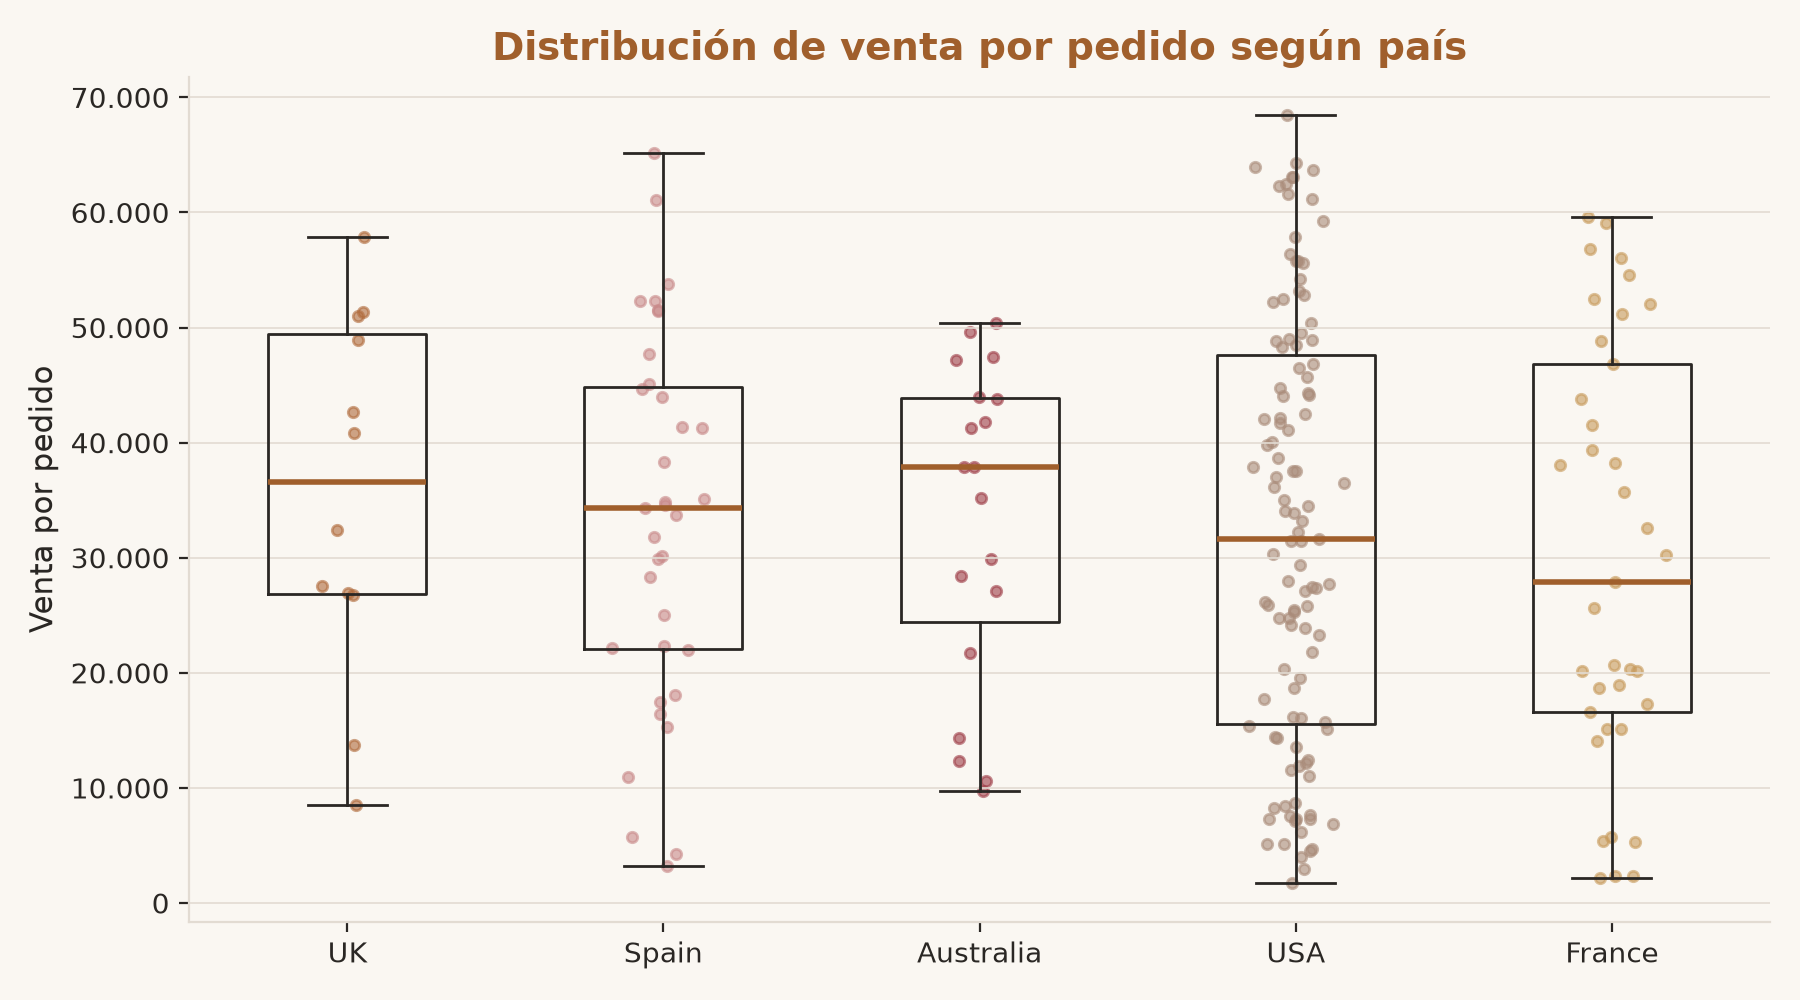 Distribución de venta por pedido según país
Venta por pedido
70.000
60.000
50.000
40.000
30.000
20.000
10.000
0
UK
Spain
Australia
USA
France